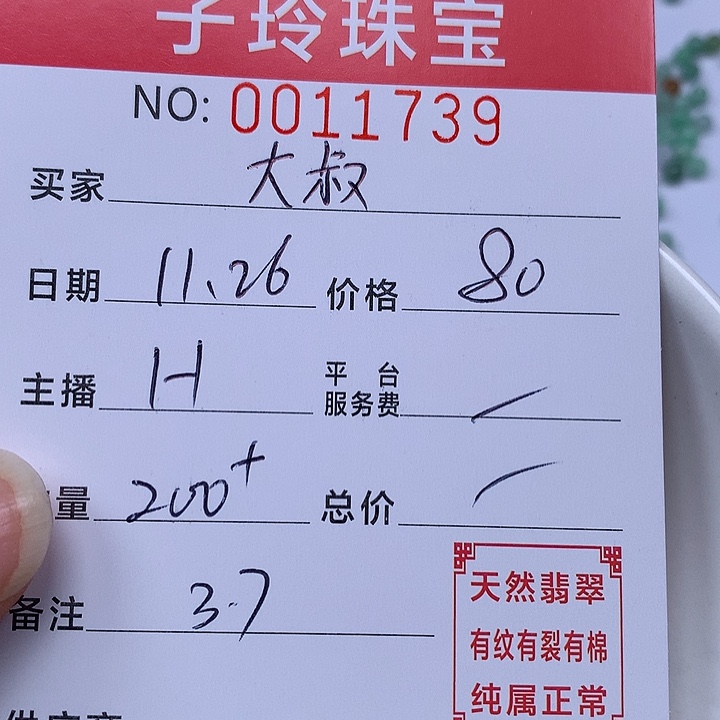 子玲珠宝
NO: 0011739
买家 大叔
日期 11.26 价格 80
主播 H 平台服务费 /
量 200+ 总价 /
备注 3.7
天然翡翠
有纹有裂有棉
纯属正常